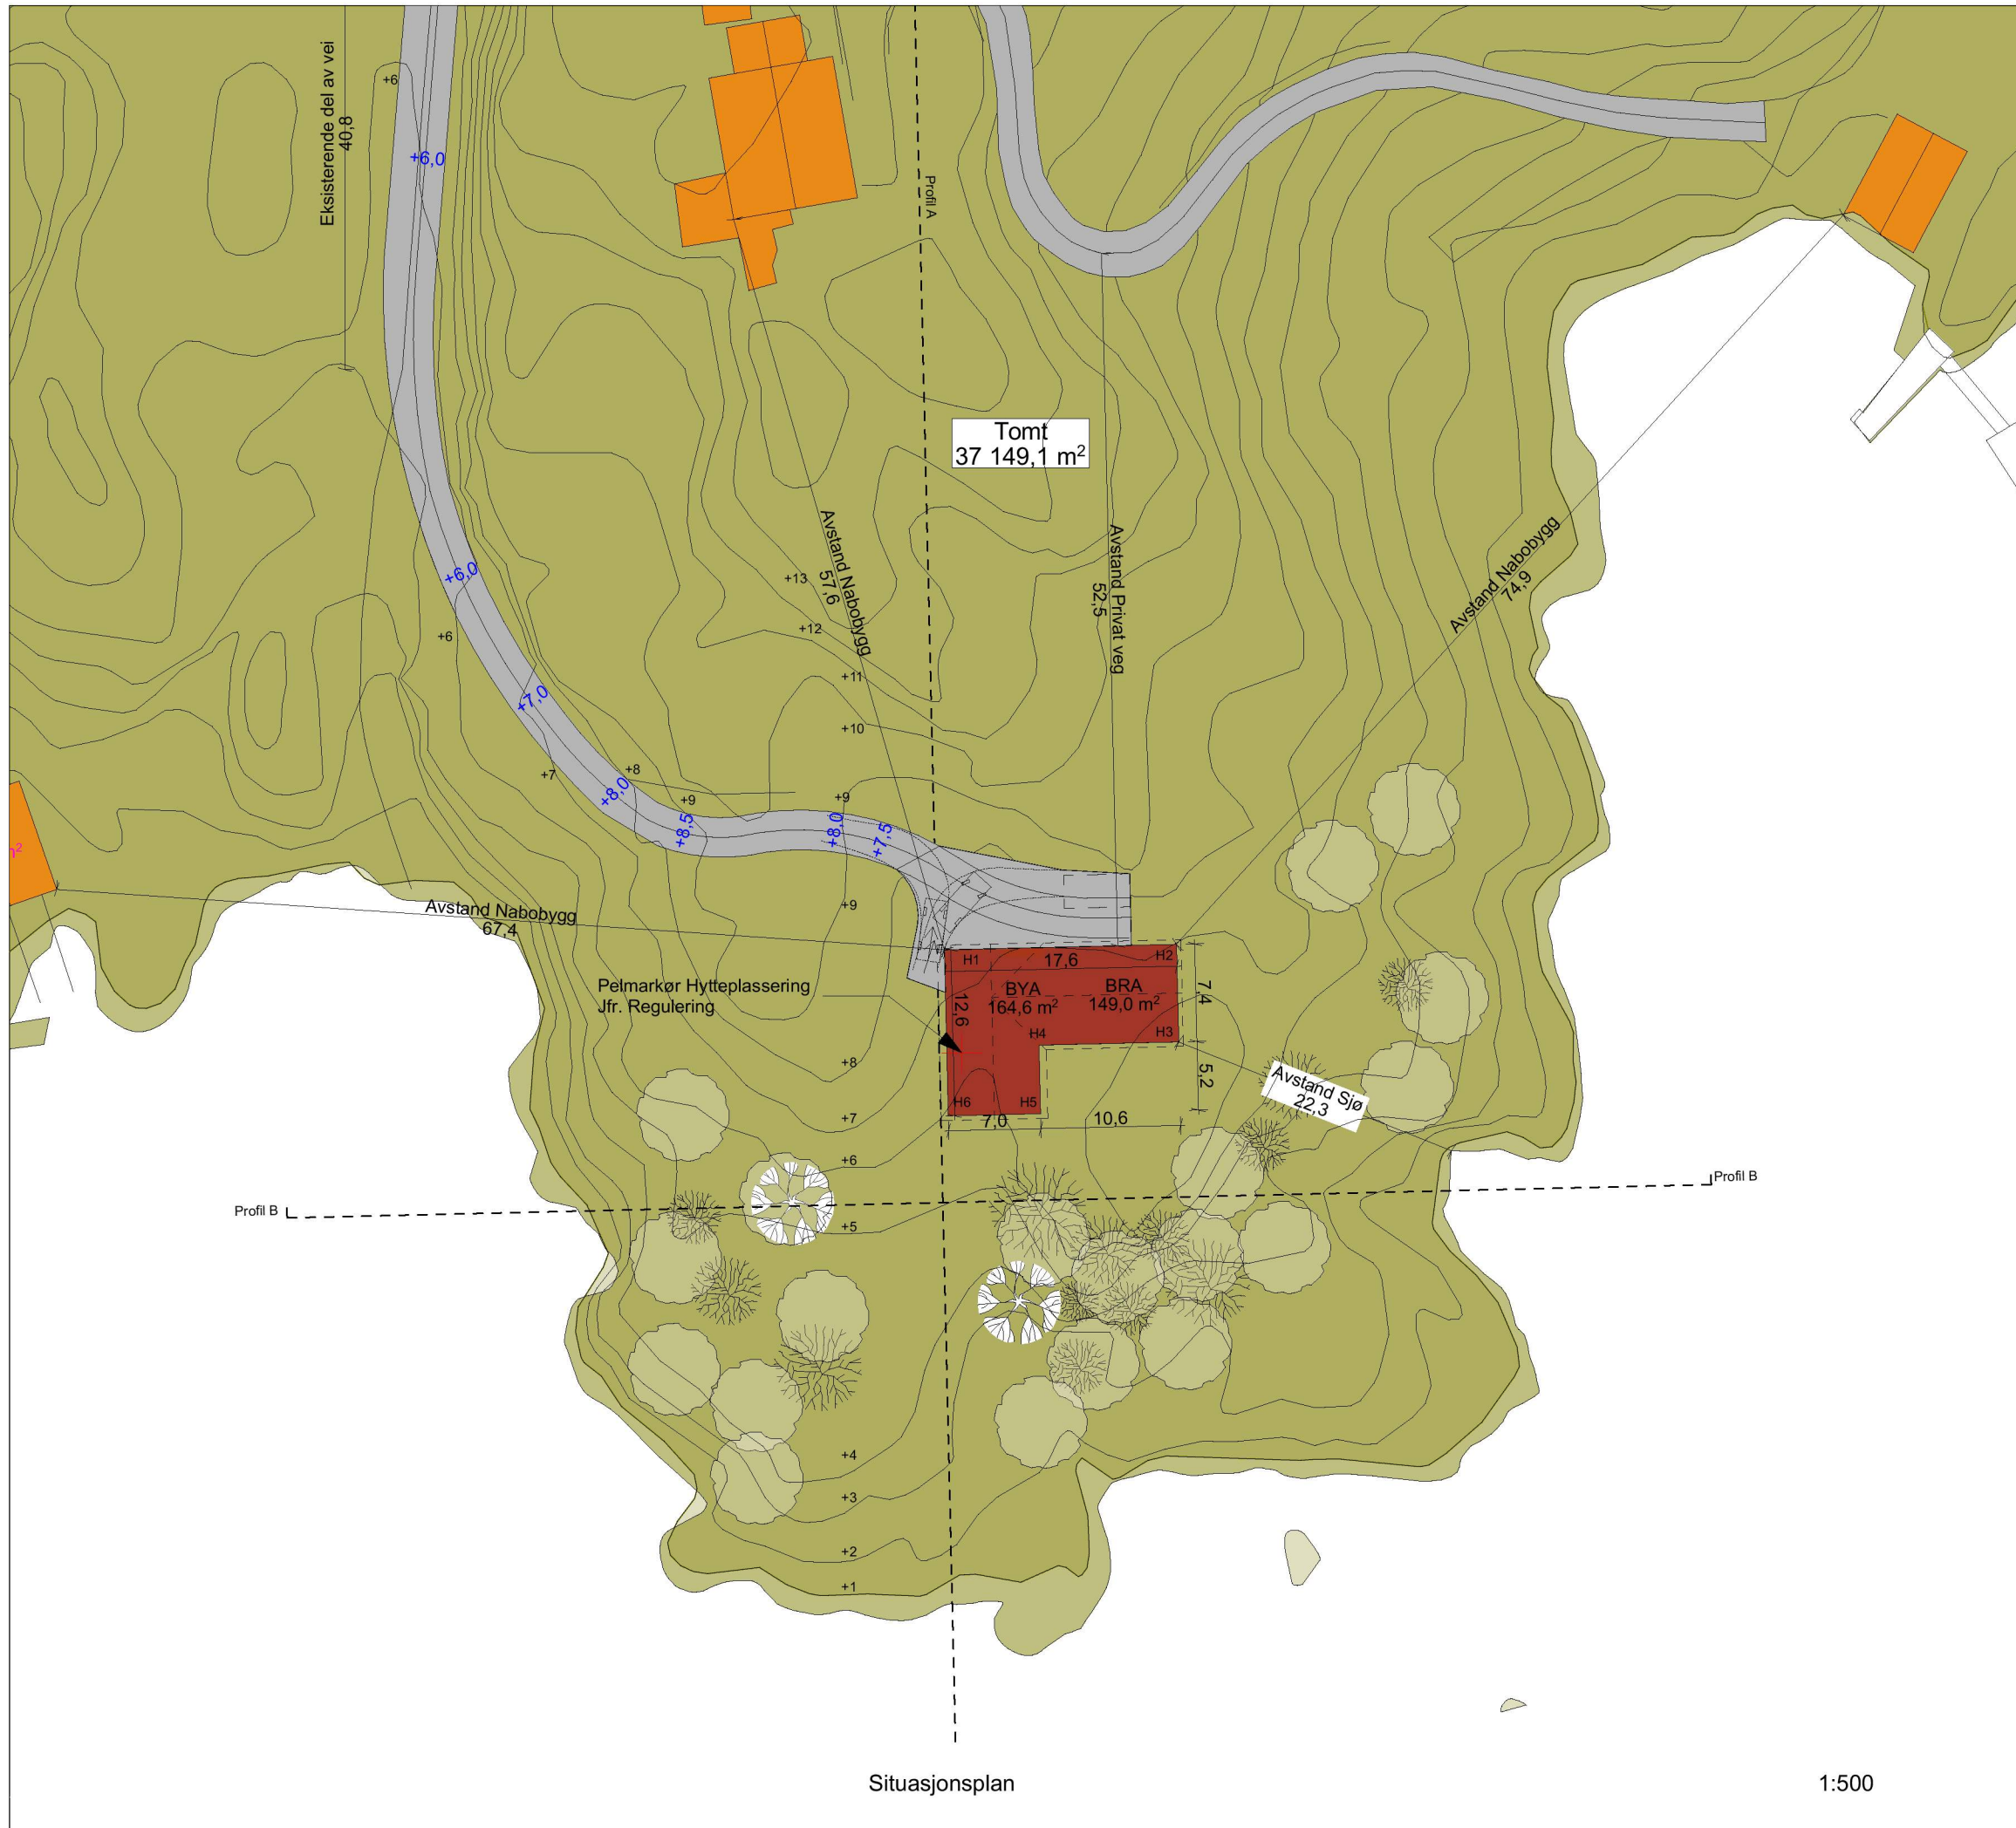 Eksisterende del av vei
40,8
+6
+6,0
Profil A
Tomt
37 149,1 m²
Avstand Nabobygg
57,6
Avstand Privat veg
52,5
Avstand Nabobygg
74,9
+13
+12
+11
+10
+6,0
+6
+7,0
+7
+8
+8,0
+9
+8,5
+9
+8,0
+7,5
m²
+9
Avstand Nabobygg
67,4
Pelmarkør Hytteplassering
Jfr. Regulering
H1
17,6
H2
BYA
164,6 m²
BRA
149,0 m²
12,6
7,4
H4
H3
5,2
H6
H5
7,0
10,6
Avstand Sjø
22,3
+8
+7
+6
+5
Profil B
Profil B
+4
+3
+2
+1
Situasjonsplan
1:500